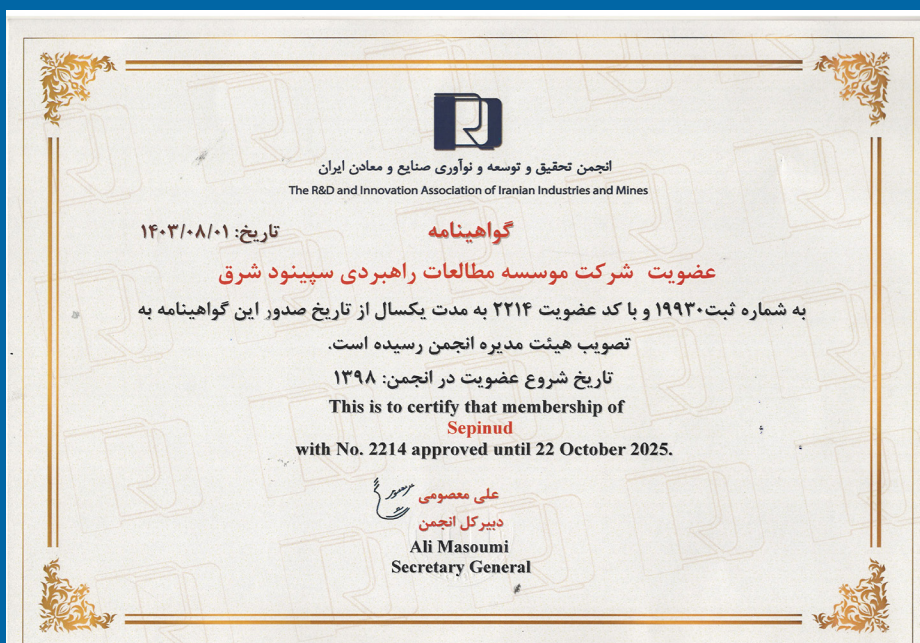 انجمن تحقیق و توسعه و نوآوری صنایع و معادن ایران
The R&D and Innovation Association of Iranian Industries and Mines
گواهینامه
تاریخ: ۱۴۰۳/۰۸/۰۱
عضویت شرکت موسسه مطالعات راهبردی سپینود شرق
به شماره ثبت۱۹۹۳۰ و با کد عضویت ۲۲۱۴ به مدت یکسال از تاریخ صدور این گواهینامه به
تصویب هیئت مدیره انجمن رسیده است.
تاریخ شروع عضویت در انجمن: ۱۳۹۸
This is to certify that membership of
Sepinud
with No. 2214 approved until 22 October 2025.
علی معصومی
دبیرکل انجمن
Ali Masoumi
Secretary General